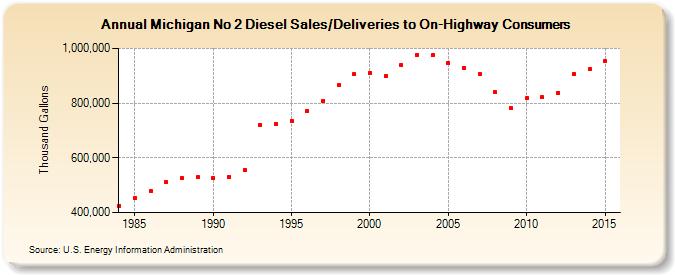 Annual Michigan No 2 Diesel Sales/Deliveries to On-Highway Consumers
Thousand Gallons
1,000,000
800,000
600,000
400,000
1985 1990 1995 2000 2005 2010 2015
Source: U.S. Energy Information Administration